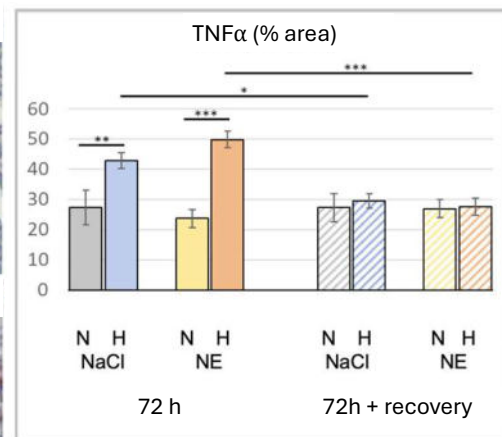 TNFα (% area)
***
*
** ***
60
50
40
30
20
10
0
N H N H N H N H
NaCl NE NaCl NE
72 h 72h + recovery